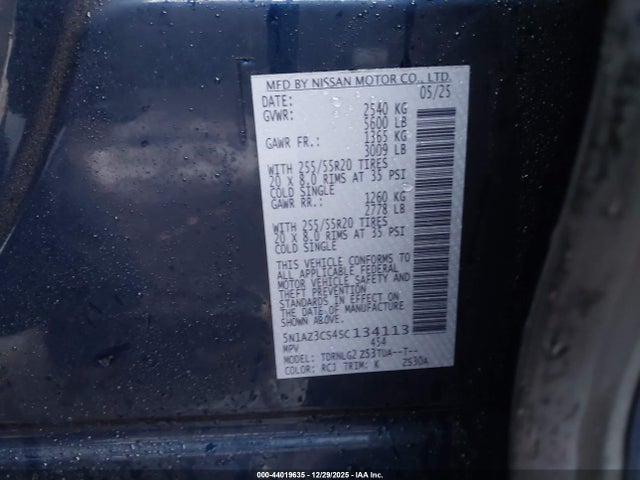 MFD BY NISSAN MOTOR CO., LTD.
DATE: 05/25
GVWR: 2540 KG
5600 LB
GAWR FR.: 1365 KG
3009 LB
WITH 255/55R20 TIRES
20 X 8.0 RIMS AT 35 PSI
COLD SINGLE
GAWR RR.: 1260 KG
2778 LB
WITH 255/55R20 TIRES
20 X 8.0 RIMS AT 35 PSI
COLD SINGLE
THIS VEHICLE CONFORMS TO
ALL APPLICABLE FEDERAL
MOTOR VEHICLE SAFETY AND
THEFT PREVENTION
STANDARDS IN EFFECT ON
THE DATE OF MANUFACTURE
SHOWN ABOVE.
5N1AZ3CS4SC134113
MPV 454
MODEL: TDRNLG2 ZS3TUA--T--
COLOR: RCJ TRIM: K ZS30A
000-44019635 - 12/29/2025 - IAA Inc.